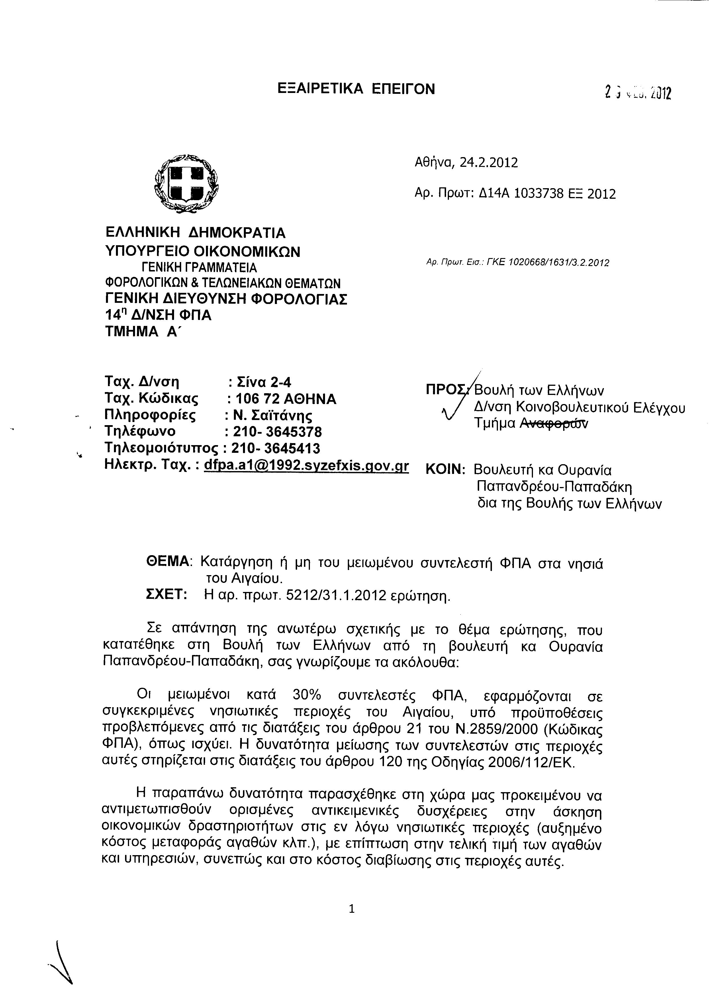 ΕΞΑΙΡΕΤΙΚΑ ΕΠΕΙΓΟΝ
2012
Αθήνα, 24.2.2012
Αρ. Πρωτ: Δ14Α 1033738 ΕΞ 2012
ΕΛΛΗΝΙΚΗ ΔΗΜΟΚΡΑΤΙΑ
ΥΠΟΥΡΓΕΙΟ ΟΙΚΟΝΟΜΙΚΩΝ
ΓΕΝΙΚΗ ΓΡΑΜΜΑΤΕΙΑ
ΦΟΡΟΛΟΓΙΚΩΝ & ΤΕΛΩΝΕΙΑΚΩΝ ΘΕΜΑΤΩΝ
ΓΕΝΙΚΗ ΔΙΕΥΘΥΝΣΗ ΦΟΡΟΛΟΓΙΑΣ
14η Δ/ΝΣΗ ΦΠΑ
ΤΜΗΜΑ Α΄
Αρ. Πρωτ. Εισ.: ΓΚΕ 1020668/1631/3.2.2012
Ταχ. Δ/νση : Σίνα 2-4
Ταχ. Κώδικας : 106 72 ΑΘΗΝΑ
Πληροφορίες : Ν. Σαϊτάνης
Τηλέφωνο : 210- 3645378
Τηλεομοιότυπος : 210- 3645413
Ηλεκτρ. Ταχ. : dfpa.a1@1992.syzefxis.gov.gr
ΠΡΟΣ: Βουλή των Ελλήνων
Δ/νση Κοινοβουλευτικού Ελέγχου
Τμήμα Αναφορών
ΚΟΙΝ: Βουλευτή κα Ουρανία
Παπανδρέου-Παπαδάκη
δια της Βουλής των Ελλήνων
ΘΕΜΑ: Κατάργηση ή μη του μειωμένου συντελεστή ΦΠΑ στα νησιά
του Αιγαίου.
ΣΧΕΤ: Η αρ. πρωτ. 5212/31.1.2012 ερώτηση.
Σε απάντηση της ανωτέρω σχετικής με το θέμα ερώτησης, που
κατατέθηκε στη Βουλή των Ελλήνων από τη βουλευτή κα Ουρανία
Παπανδρέου-Παπαδάκη, σας γνωρίζουμε τα ακόλουθα:
Οι μειωμένοι κατά 30% συντελεστές ΦΠΑ, εφαρμόζονται σε
συγκεκριμένες νησιωτικές περιοχές του Αιγαίου, υπό προϋποθέσεις
προβλεπόμενες από τις διατάξεις του άρθρου 21 του Ν.2859/2000 (Κώδικας
ΦΠΑ), όπως ισχύει. Η δυνατότητα μείωσης των συντελεστών στις περιοχές
αυτές στηρίζεται στις διατάξεις του άρθρου 120 της Οδηγίας 2006/112/ΕΚ.
Η παραπάνω δυνατότητα παρασχέθηκε στη χώρα μας προκειμένου να
αντιμετωπισθούν ορισμένες αντικειμενικές δυσχέρειες στην άσκηση
οικονομικών δραστηριοτήτων στις εν λόγω νησιωτικές περιοχές (αυξημένο
κόστος μεταφοράς αγαθών κλπ.), με επίπτωση στην τελική τιμή των αγαθών
και υπηρεσιών, συνεπώς και στο κόστος διαβίωσης στις περιοχές αυτές.
1